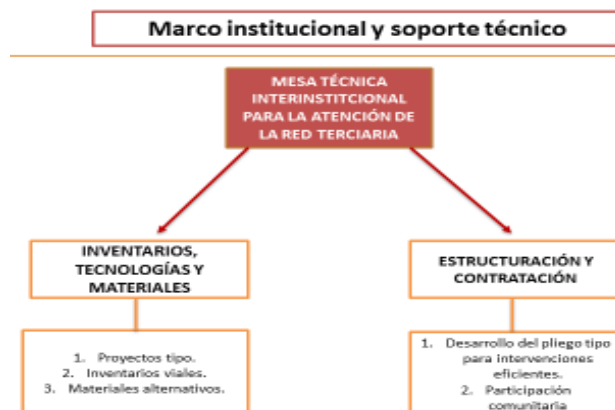 Marco institucional y soporte técnico
MESA TÉCNICA
INTERINSTITCIONAL
PARA LA ATENCIÓN DE
LA RED TERCIARIA
INVENTARIOS,
TECNOLOGÍAS Y
MATERIALES
1. Proyectos tipo.
2. Inventarios viales.
3. Materiales alternativos.
ESTRUCTURACIÓN Y
CONTRATACIÓN
1. Desarrollo del pliego tipo
para intervenciones
eficientes.
2. Participación
comunitaria